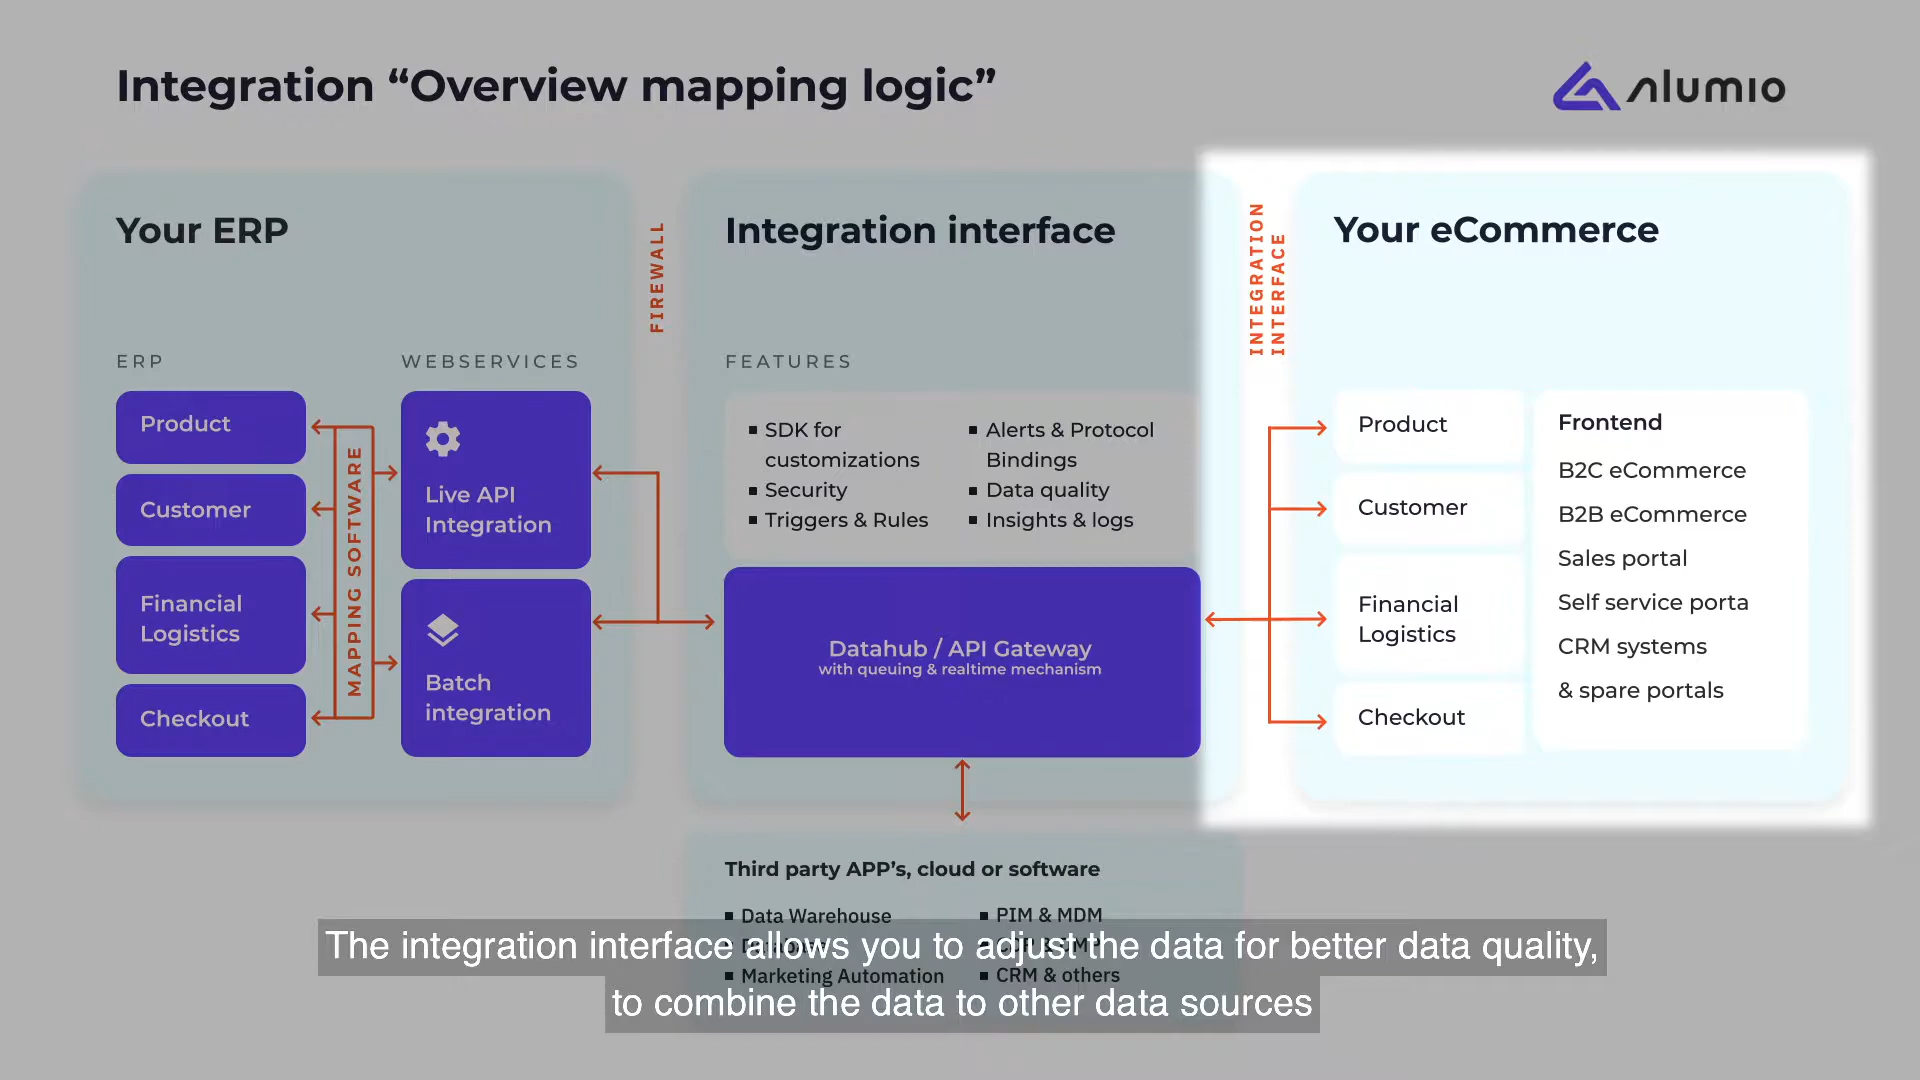 Integration “Overview mapping logic”
alumio
Your ERP
FIREWALL
Integration interface
INTEGRATION
INTERFACE
Your eCommerce
ERP
WEBSERVICES
FEATURES
Product
Customer
Financial
Logistics
Checkout
MAPPING SOFTWARE
Live API
Integration
Batch
integration
SDK for
customizations
Security
Triggers & Rules
Alerts & Protocol
Bindings
Data quality
Insights & logs
Datahub / API Gateway
with queuing & realtime mechanism
Product
Customer
Financial
Logistics
Checkout
Frontend
B2C eCommerce
B2B eCommerce
Sales portal
Self service porta
CRM systems
& spare portals
Third party APP’s, cloud or software
Data Warehouse
Marketing Automation
PIM & MDM
CRM & others
The integration interface allows you to adjust the data for better data quality,
to combine the data to other data sources